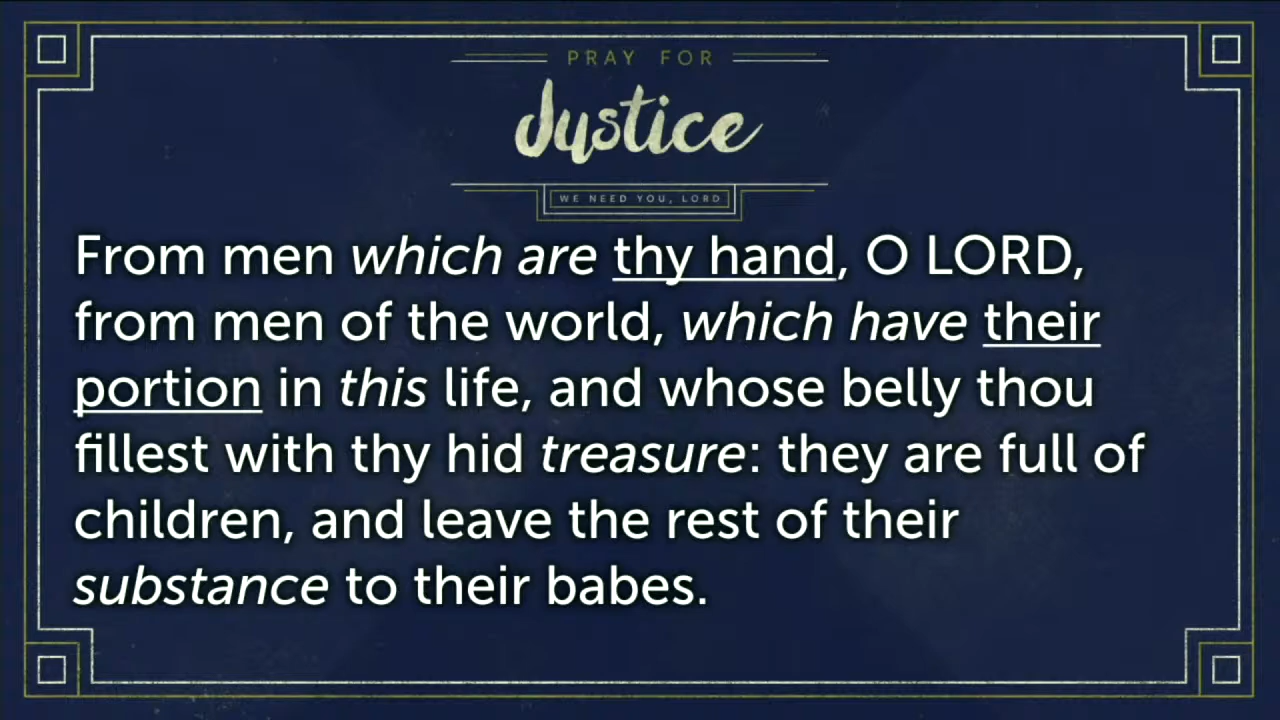 PRAY FOR
Justice
WE NEED YOU, LORD
From men which are thy hand, O LORD,
from men of the world, which have their
portion in this life, and whose belly thou
fillest with thy hid treasure: they are full of
children, and leave the rest of their
substance to their babes.